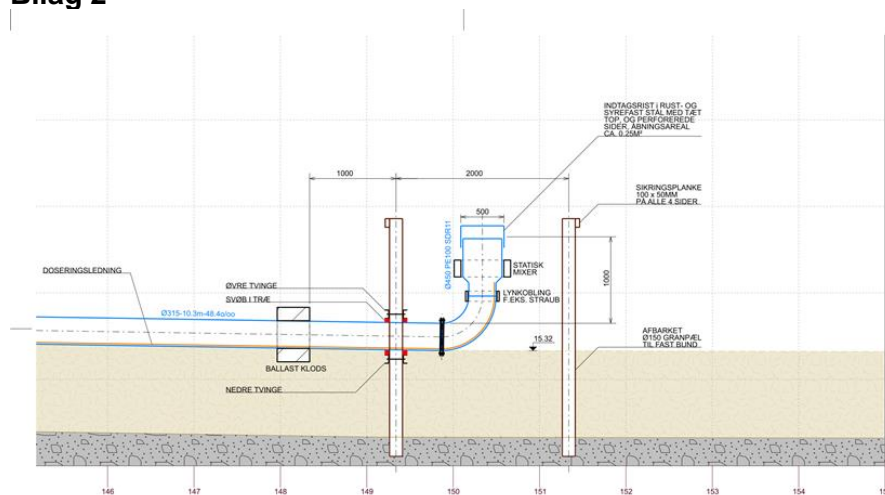 Bilag 2
INDTAGSRIST i RUST- OG
SYREFAST STÅL MED TÆT
TOP, OG PERFOREREDE
SIDER, ÅBNINGSAREAL
CA. 0.25M²
1000
2000
SIKRINGSPLANKE
100 x 50MM
PÅ ALLE 4 SIDER
500
Ø450 PE100 SDR11
DOSERINGSLEDNING
STATISK
MIXER
1000
ØVRE TVINGE
SVØB I TRÆ
LYNKOBLING
F.EKS. STRAUB
Ø315-10.3m-48.4o/oo
15.32
AFBARKET
Ø150 GRANPÆL
TIL FAST BUND
BALLAST KLODS
NEDRE TVINGE
146
147
148
149
150
151
152
153
154